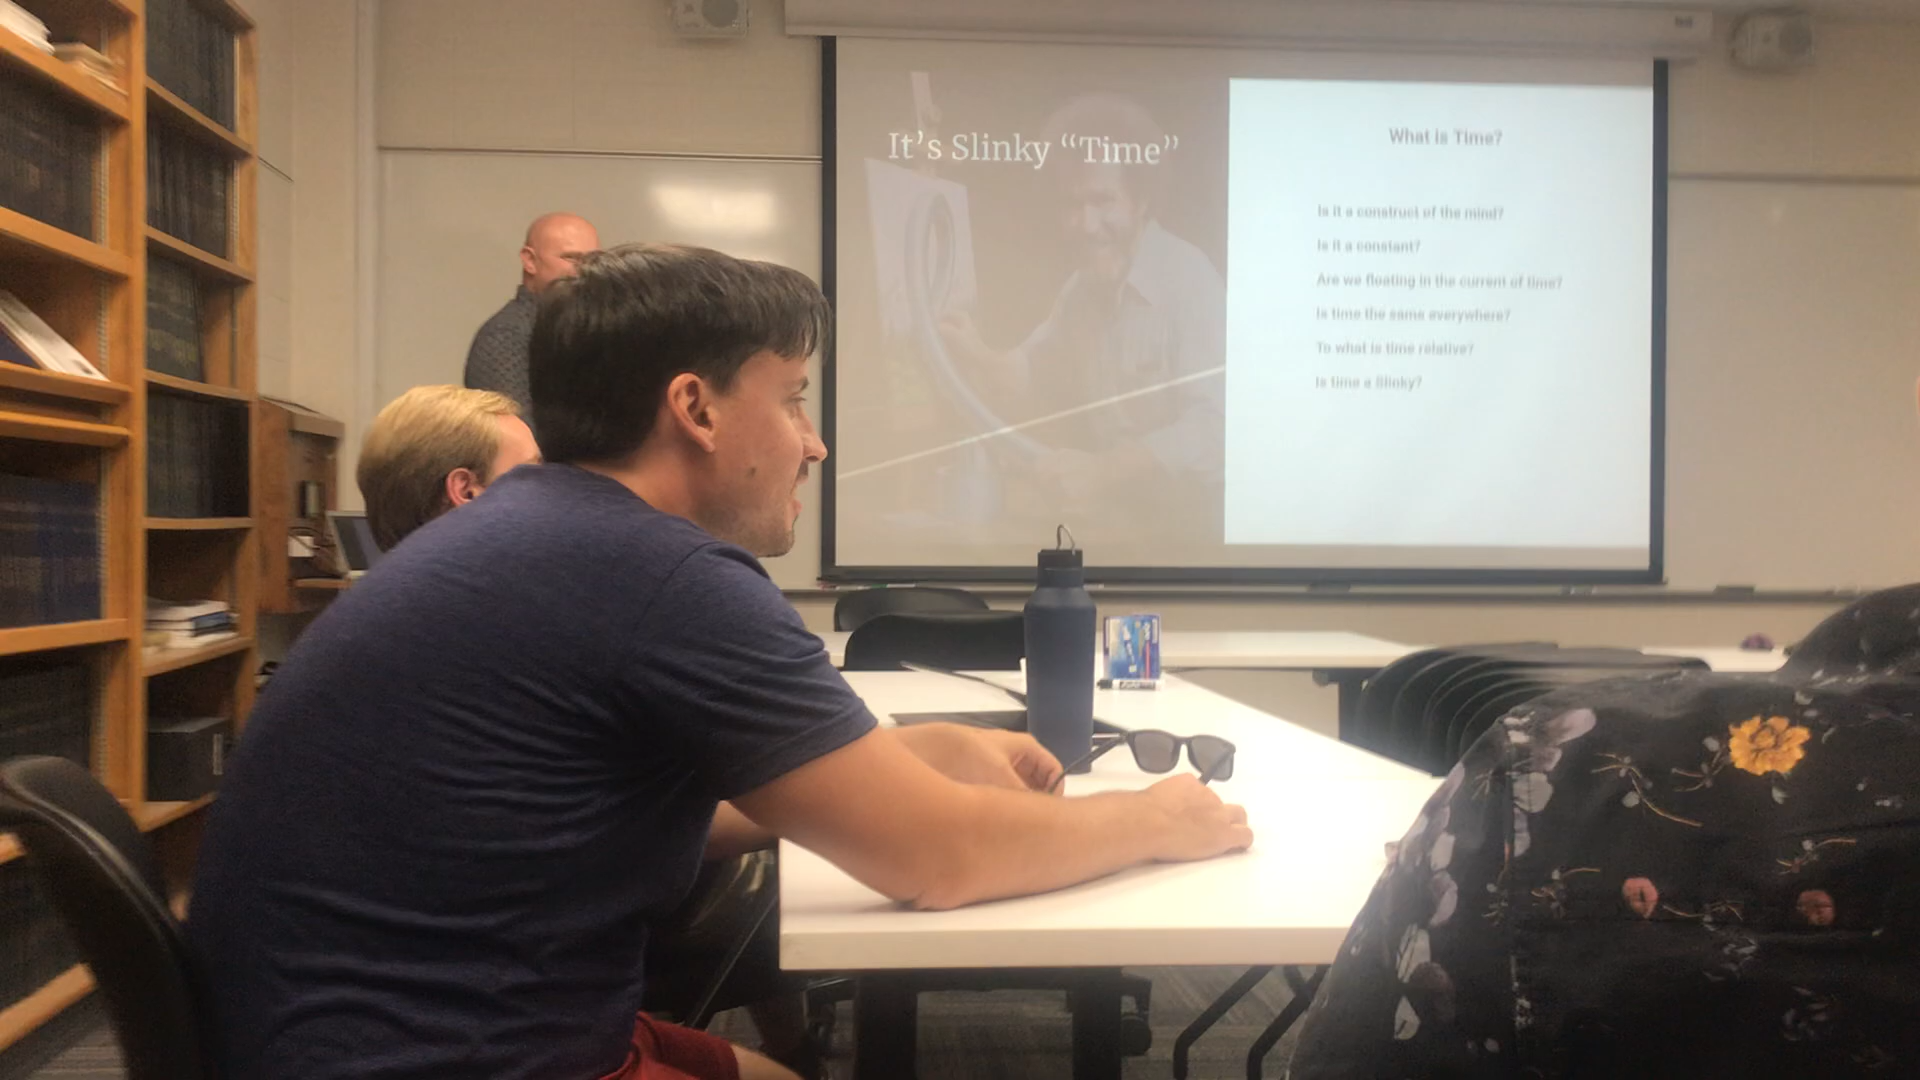 It's Slinky “Time”
What is Time?
Is it a construct of the mind?
Is it a constant?
Are we floating in the current of time?
Is time the same everywhere?
To what is time relative?
Is time a Slinky?